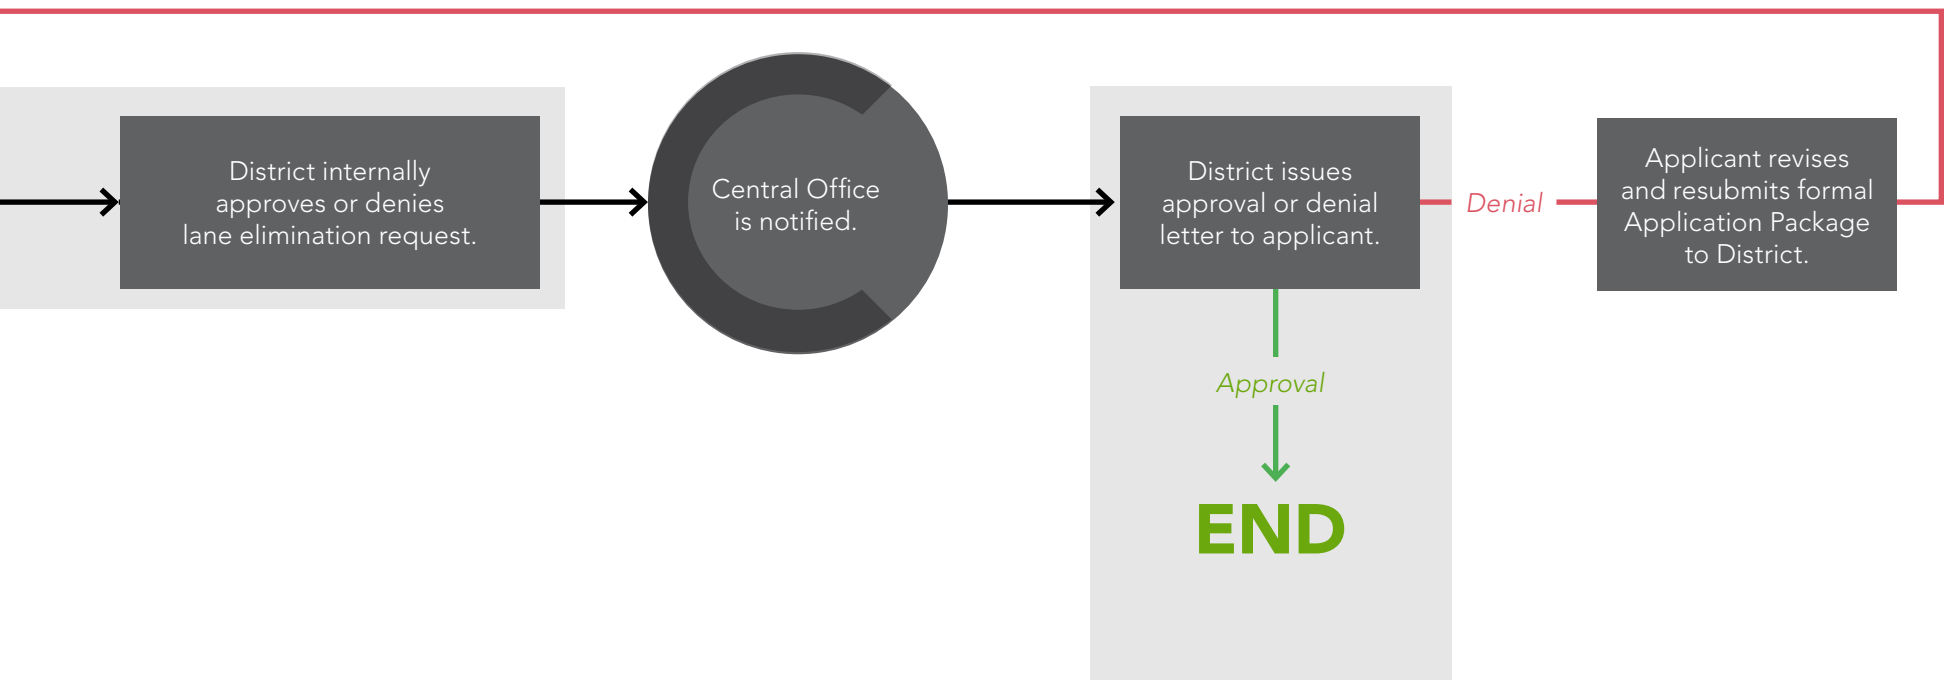 District internally
approves or denies
lane elimination request.
Central Office
is notified.
District issues
approval or denial
letter to applicant.
Denial
Applicant revises
and resubmits formal
Application Package
to District.
Approval
END